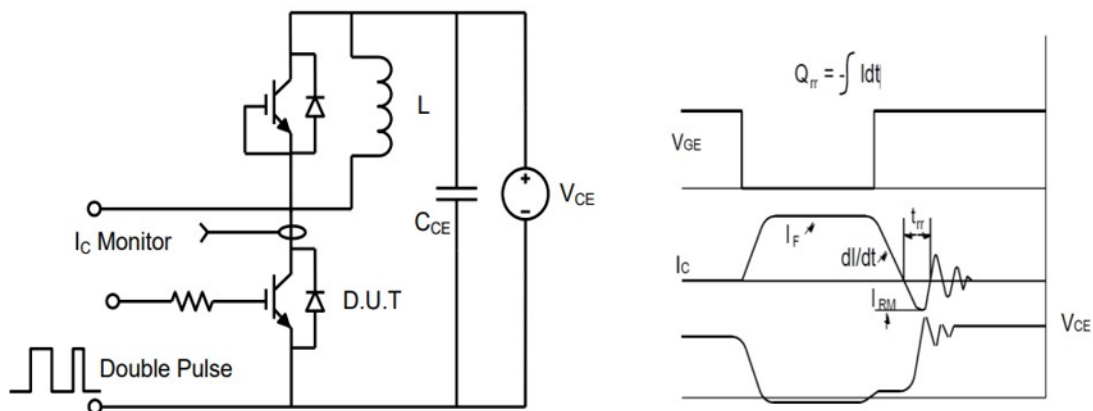 L
C_CE
V_CE
I_C Monitor
D.U.T
Double Pulse
Q_rr = -∫ Idt
V_GE
I_F
t_rr
dI/dt
I_C
I_RM
V_CE